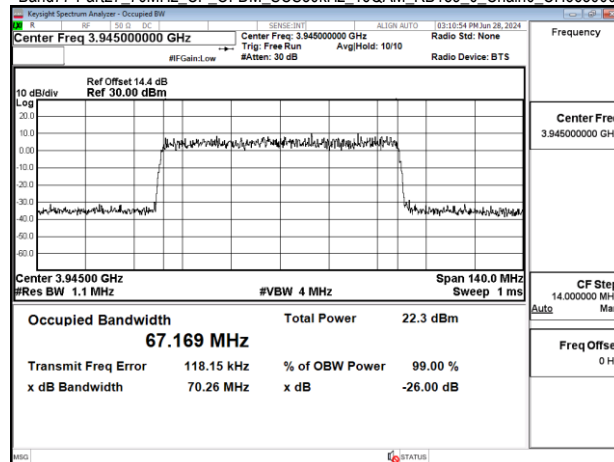 Keysight Spectrum Analyzer - Occupied BW
R RF 50 Ω DC SENSE:INT ALIGN AUTO 03:10:54 PM Jun 28, 2024
Center Freq 3.945000000 GHz
Center Freq: 3.945000000 GHz
Radio Std: None
Trig: Free Run Avg|Hold: 10/10
#IFGain:Low #Atten: 30 dB Radio Device: BTS
Frequency
Ref Offset 14.4 dB
10 dB/div Ref 30.00 dBm
Log
20.0
10.0
0.00
-10.0
-20.0
-30.0
-40.0
-50.0
-60.0
Center Fre
3.945000000 GH
Center 3.94500 GHz Span 140.0 MHz
#Res BW 1.1 MHz #VBW 4 MHz Sweep 1 ms
CF Step
14.000000 MH
Auto Ma
Occupied Bandwidth Total Power 22.3 dBm
67.169 MHz
Transmit Freq Error 118.15 kHz % of OBW Power 99.00 %
x dB Bandwidth 70.26 MHz x dB -26.00 dB
Freq Offse
0 H
MSG STATUS